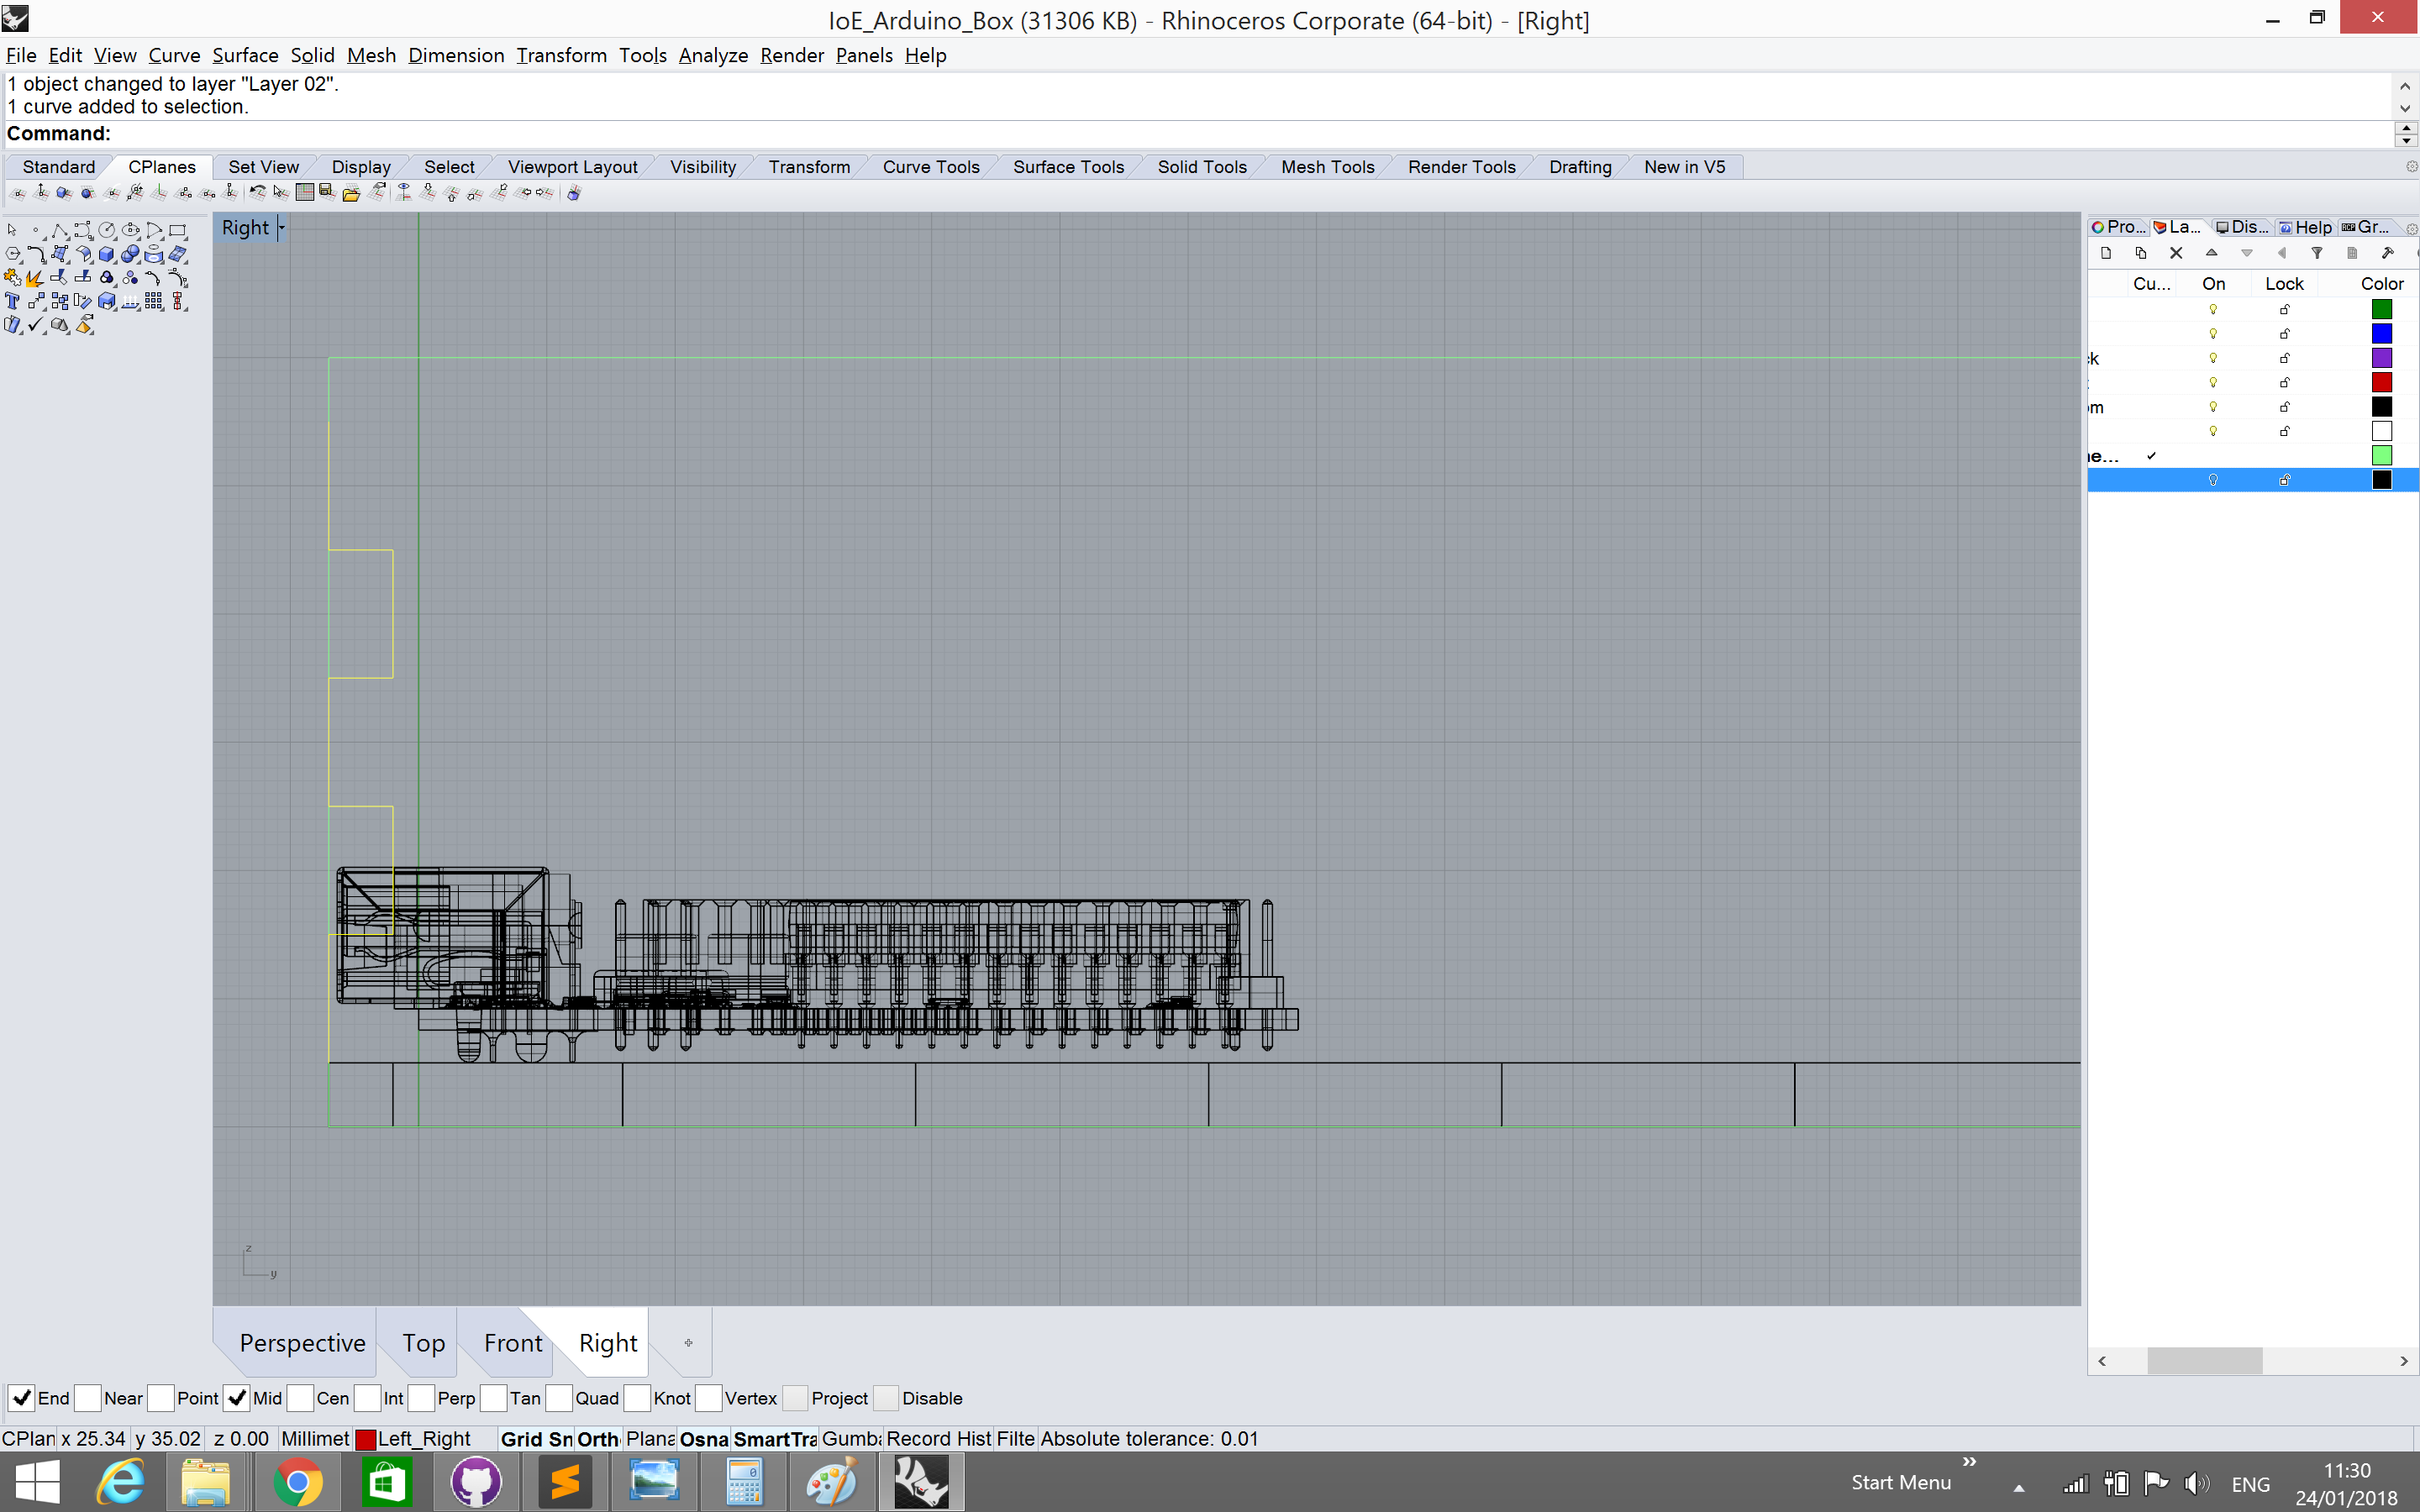 IoE_Arduino_Box (31306 KB) - Rhinoceros Corporate (64-bit) - [Right]
File Edit View Curve Surface Solid Mesh Dimension Transform Tools Analyze Render Panels Help
1 object changed to layer "Layer 02".
1 curve added to selection.
Command:
Standard CPlanes Set View Display Select Viewport Layout Visibility Transform Curve Tools Surface Tools Solid Tools Mesh Tools Render Tools Drafting New in V5
Right
Pro... La... Dis... Help Gr...
Cu... On Lock Color
k
om
e...
z
y
Perspective Top Front Right
End Near Point Mid Cen Int Perp Tan Quad Knot Vertex Project Disable
CPlan x 25.34 y 35.02 z 0.00 Millimet Left_Right Grid Sn Orth Plana Osna SmartTra Gumba Record Hist Filte Absolute tolerance: 0.01
Start Menu » ENG 11:30
24/01/2018